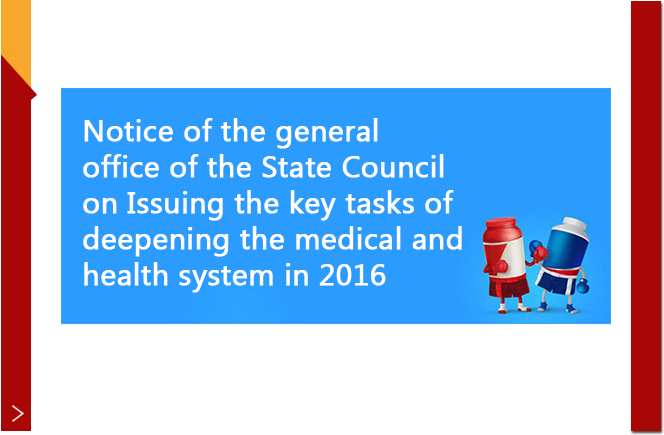 Notice of the general
office of the State Council
on Issuing the key tasks of
deepening the medical and
health system in 2016